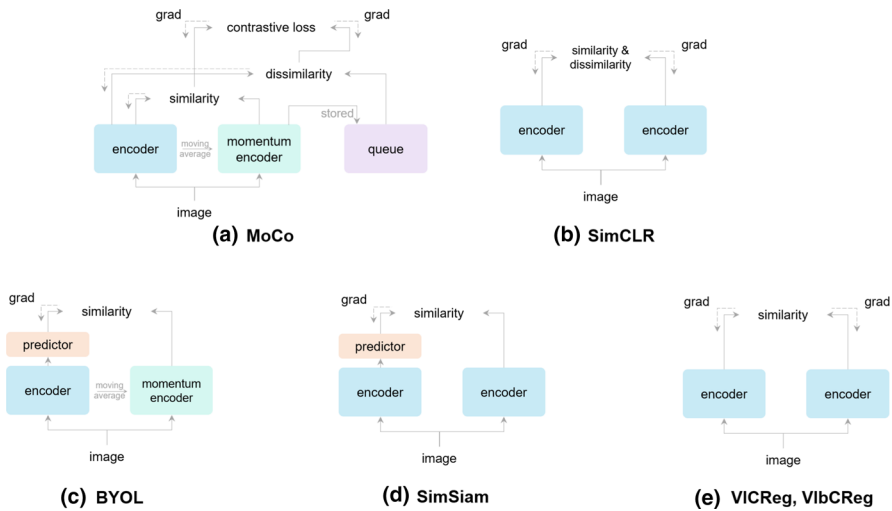 grad contrastive loss grad
dissimilarity
similarity
stored
encoder
moving
average
momentum
encoder
queue
image
(a) MoCo
grad similarity &
dissimilarity grad
encoder encoder
image
(b) SimCLR
grad
similarity
predictor
encoder
moving
average
momentum
encoder
image
(c) BYOL
grad
similarity
predictor
encoder encoder
image
(d) SimSiam
grad grad
similarity
encoder encoder
image
(e) VICReg, VIbCReg